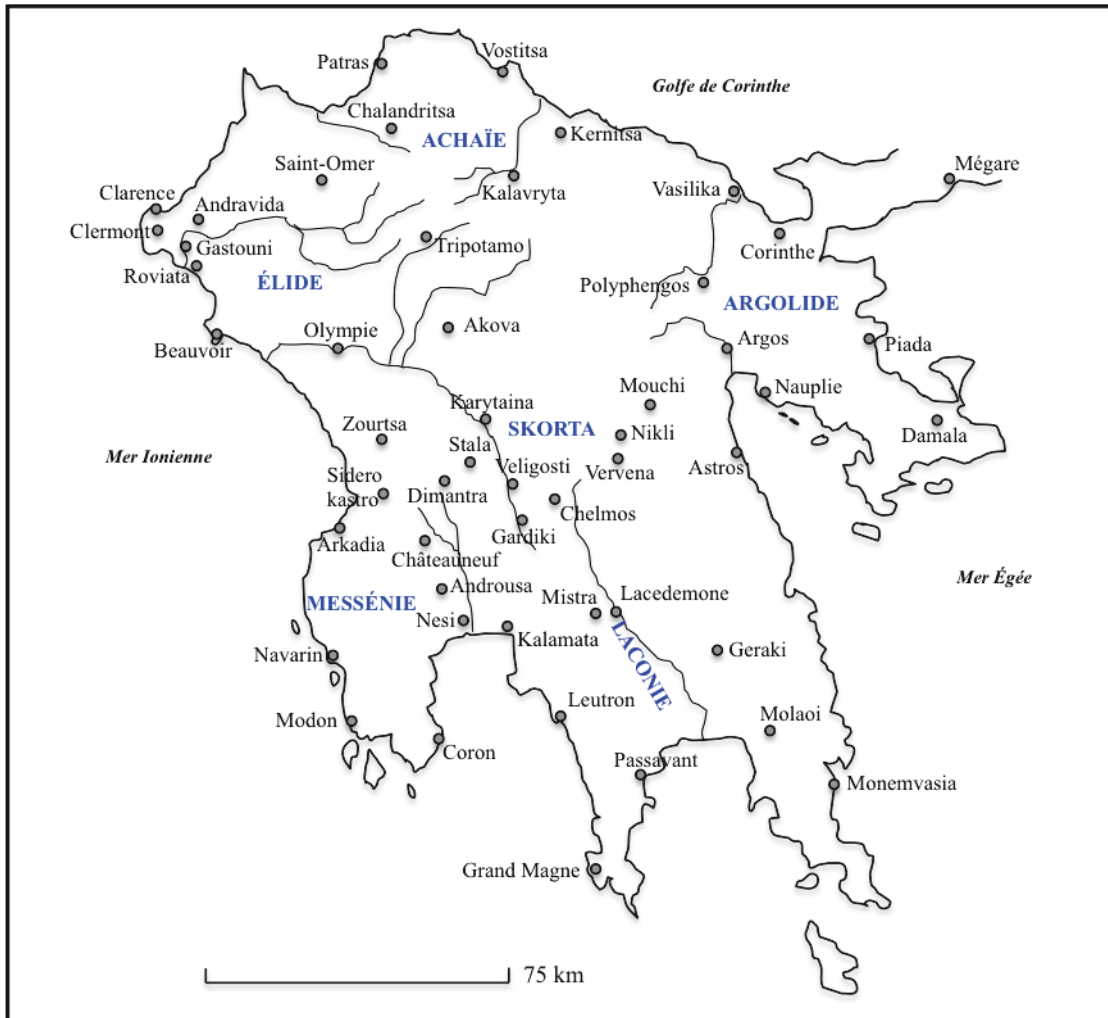 Vostitsa
Patras
Golfe de Corinthe
Chalandritsa
ACHAÏE
Kernitsa
Saint-Omer
Mégare
Kalavryta
Vasilika
Clarence
Andravida
Clermont
Gastouni
Tripotamo
Corinthe
Roviata
ÉLIDE
Polyphengos
ARGOLIDE
Akova
Olympie
Beauvoir
Argos
Piada
Mouchi
Nauplie
Karytaina
Zourtsa
SKORTA
Nikli
Damala
Stala
Mer Ionienne
Veligosti
Vervena
Astros
Sidero
kastro
Dimantra
Chelmos
Gardiki
Arkadia
Châteauneuf
Mer Égée
Androusa
MESSÉNIE
Mistra
Lacedemone
Nesi
Kalamata
LACONIE
Geraki
Navarin
Leutron
Modon
Molaoi
Coron
Passavant
Monemvasia
Grand Magne
75 km